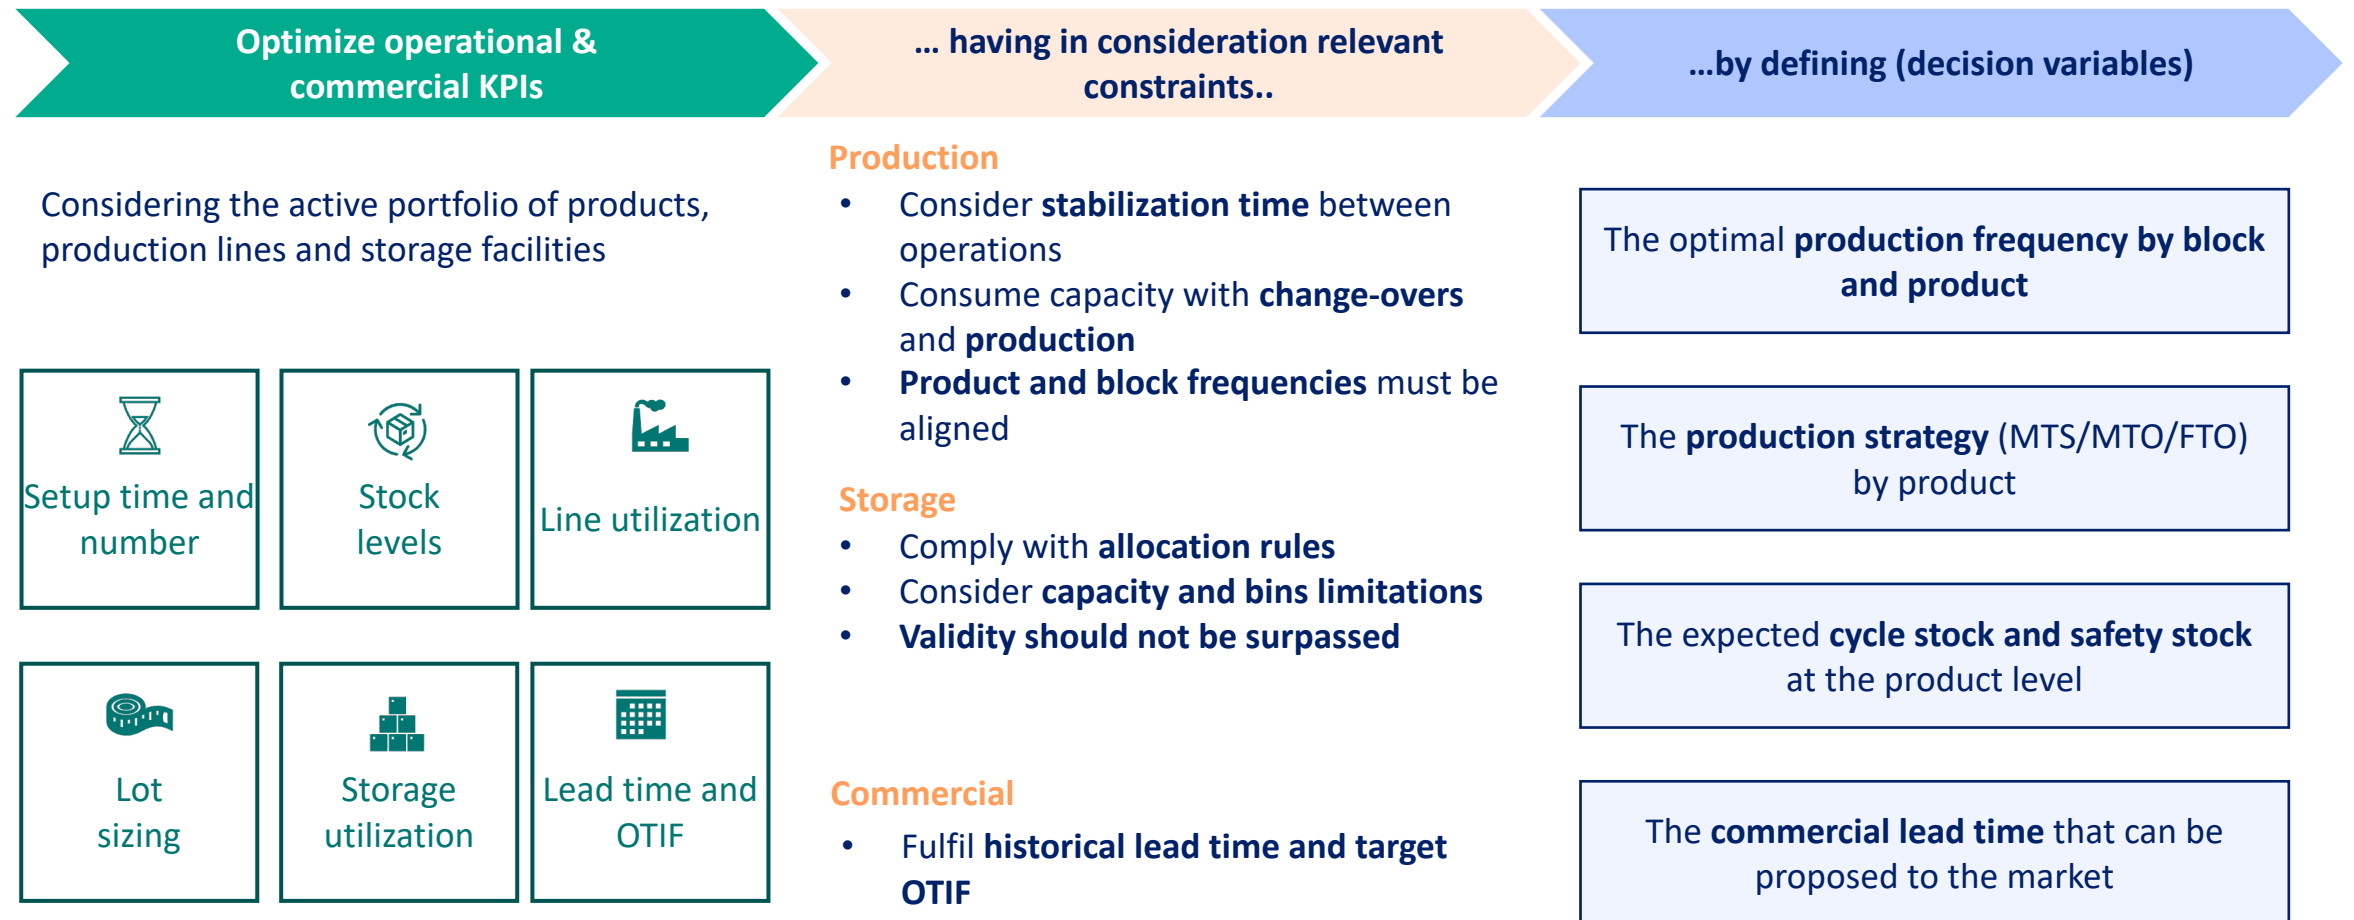 Optimize operational &
commercial KPIs
… having in consideration relevant
constraints..
…by defining (decision variables)
Considering the active portfolio of products,
production lines and storage facilities
Setup time and
number
Stock
levels
Line utilization
Lot
sizing
Storage
utilization
Lead time and
OTIF
Production
• Consider stabilization time between
operations
• Consume capacity with change-overs
and production
• Product and block frequencies must be
aligned
Storage
• Comply with allocation rules
• Consider capacity and bins limitations
• Validity should not be surpassed
Commercial
• Fulfil historical lead time and target
OTIF
The optimal production frequency by block
and product
The production strategy (MTS/MTO/FTO)
by product
The expected cycle stock and safety stock
at the product level
The commercial lead time that can be
proposed to the market